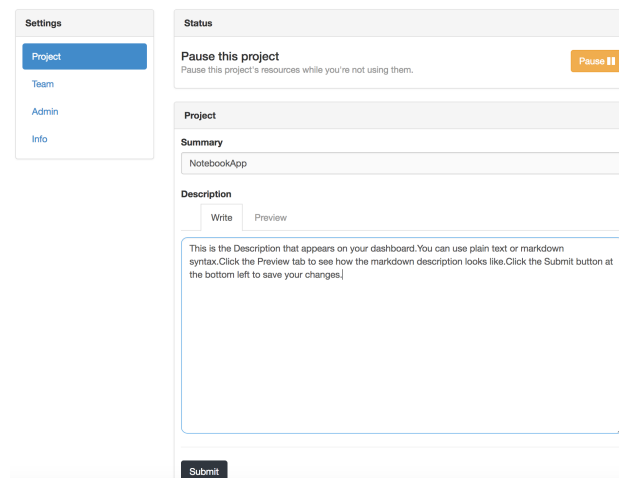 Settings
Project
Team
Admin
Info
Status
Pause this project
Pause this project's resources while you're not using them.
Pause
Project
Summary
NotebookApp
Description
Write Preview
This is the Description that appears on your dashboard.You can use plain text or markdown
syntax.Click the Preview tab to see how the markdown description looks like.Click the Submit button at
the bottom left to save your changes.
Submit